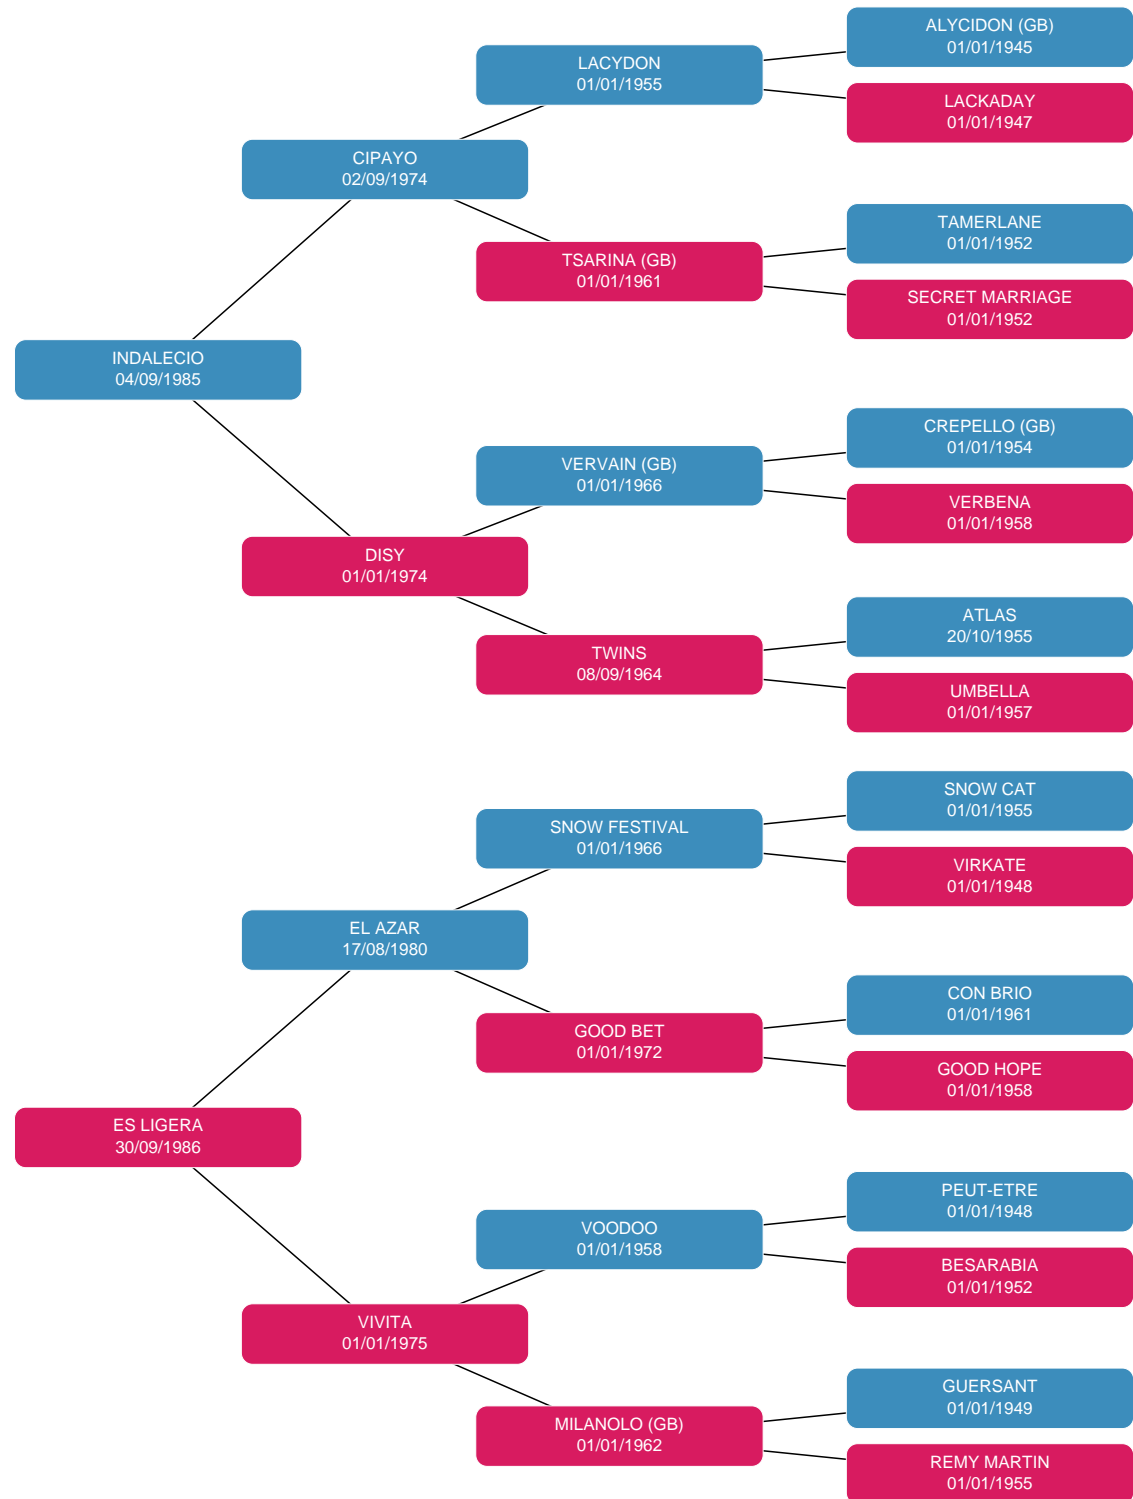 ALYCIDON (GB)
01/01/1945
LACYDON
01/01/1955
LACKADAY
01/01/1947
CIPAYO
02/09/1974
TAMERLANE
01/01/1952
TSARINA (GB)
01/01/1961
SECRET MARRIAGE
01/01/1952
INDALECIO
04/09/1985
CREPELLO (GB)
01/01/1954
VERVAIN (GB)
01/01/1966
VERBENA
01/01/1958
DISY
01/01/1974
ATLAS
20/10/1955
TWINS
08/09/1964
UMBELLA
01/01/1957
SNOW CAT
01/01/1955
SNOW FESTIVAL
01/01/1966
VIRKATE
01/01/1948
EL AZAR
17/08/1980
CON BRIO
01/01/1961
GOOD BET
01/01/1972
GOOD HOPE
01/01/1958
ES LIGERA
30/09/1986
PEUT-ETRE
01/01/1948
VOODOO
01/01/1958
BESARABIA
01/01/1952
VIVITA
01/01/1975
GUERSANT
01/01/1949
MILANOLO (GB)
01/01/1962
REMY MARTIN
01/01/1955